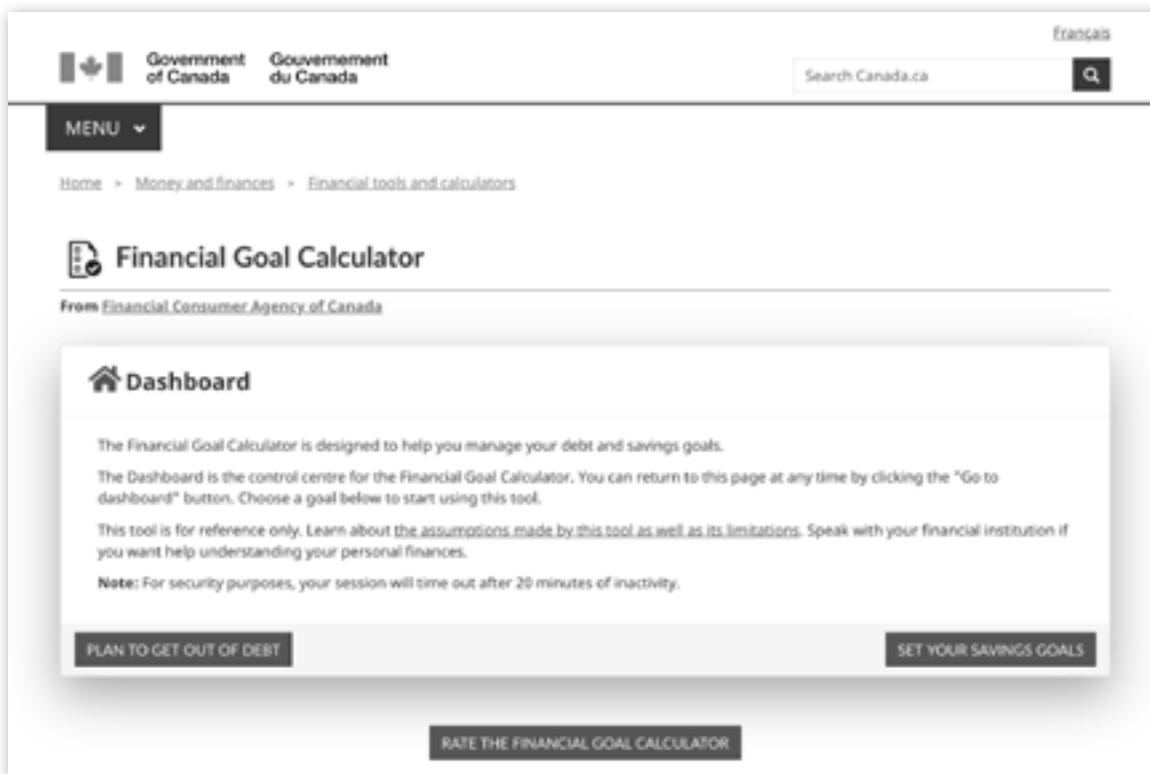 Français
Government of Canada
Gouvernement du Canada
Search Canada.ca
MENU
Home > Money and finances > Financial tools and calculators
Financial Goal Calculator
From Financial Consumer Agency of Canada
Dashboard
The Financial Goal Calculator is designed to help you manage your debt and savings goals.
The Dashboard is the control centre for the Financial Goal Calculator. You can return to this page at any time by clicking the "Go to
dashboard" button. Choose a goal below to start using this tool.
This tool is for reference only. Learn about the assumptions made by this tool as well as its limitations. Speak with your financial institution if
you want help understanding your personal finances.
Note: For security purposes, your session will time out after 20 minutes of inactivity.
PLAN TO GET OUT OF DEBT
SET YOUR SAVINGS GOALS
RATE THE FINANCIAL GOAL CALCULATOR